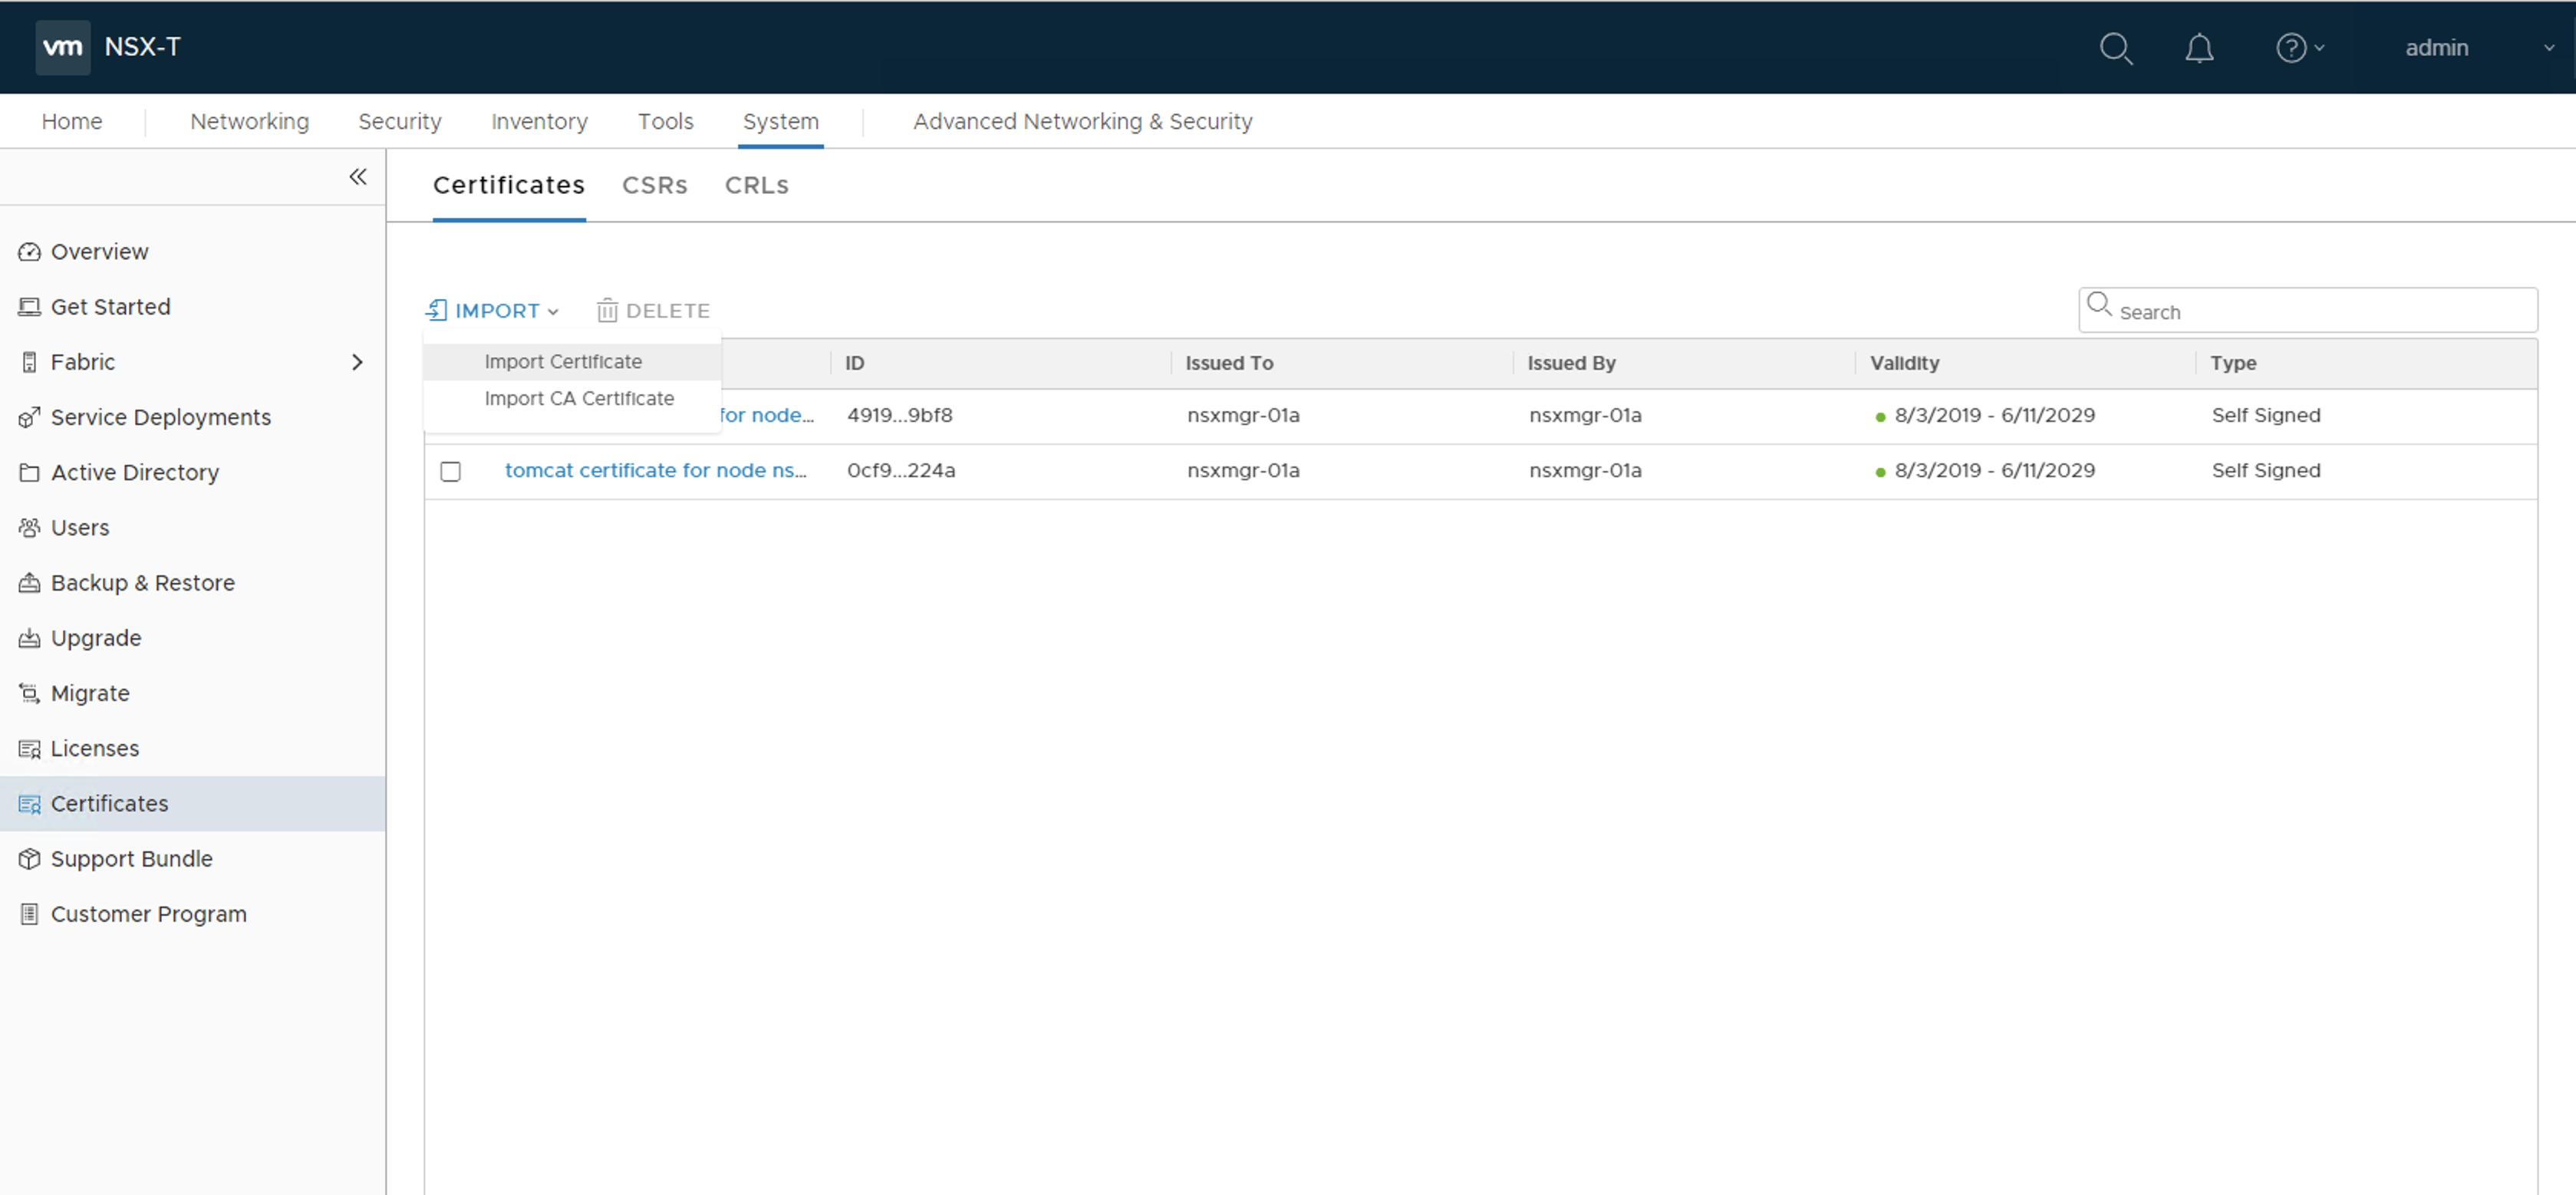 vm NSX-T admin
Home Networking Security Inventory Tools System Advanced Networking & Security
Certificates CSRs CRLs
Overview
Get Started
Fabric
Service Deployments
Active Directory
Users
Backup & Restore
Upgrade
Migrate
Licenses
Certificates
Support Bundle
Customer Program
IMPORT DELETE Search
Import Certificate
Import CA Certificate
ID Issued To Issued By Validity Type
for node... 4919...9bf8 nsxmgr-01a nsxmgr-01a 8/3/2019 - 6/11/2029 Self Signed
tomcat certificate for node ns... 0cf9...224a nsxmgr-01a nsxmgr-01a 8/3/2019 - 6/11/2029 Self Signed